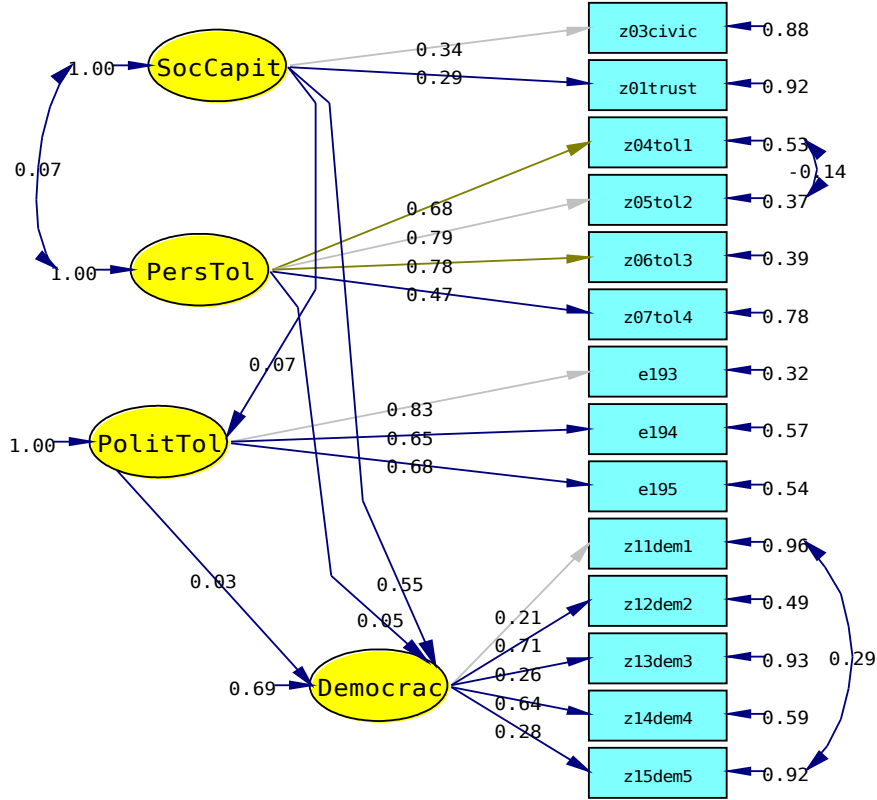 z03civic
0.88
SocCapit
0.34
1.00
0.29
z01trust
0.92
z04tol1
0.53
0.07
-0.14
z05tol2
0.37
0.68
0.79
PersTol
z06tol3
0.39
1.00
0.78
0.47
z07tol4
0.78
0.07
e193
0.32
0.83
PolitTol
1.00
0.65
e194
0.57
0.68
e195
0.54
z11dem1
0.96
0.03
0.55
0.21
z12dem2
0.49
0.05
0.71
0.26
z13dem3
0.93
0.29
Democrac
0.69
0.64
z14dem4
0.59
0.28
z15dem5
0.92